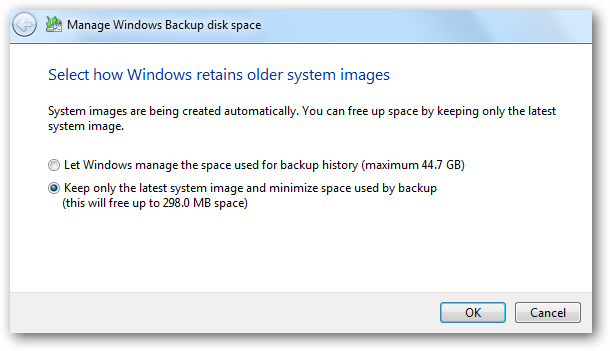 Manage Windows Backup disk space
Select how Windows retains older system images
System images are being created automatically. You can free up space by keeping only the latest
system image.
Let Windows manage the space used for backup history (maximum 44.7 GB)
Keep only the latest system image and minimize space used by backup
(this will free up to 298.0 MB space)
OK
Cancel